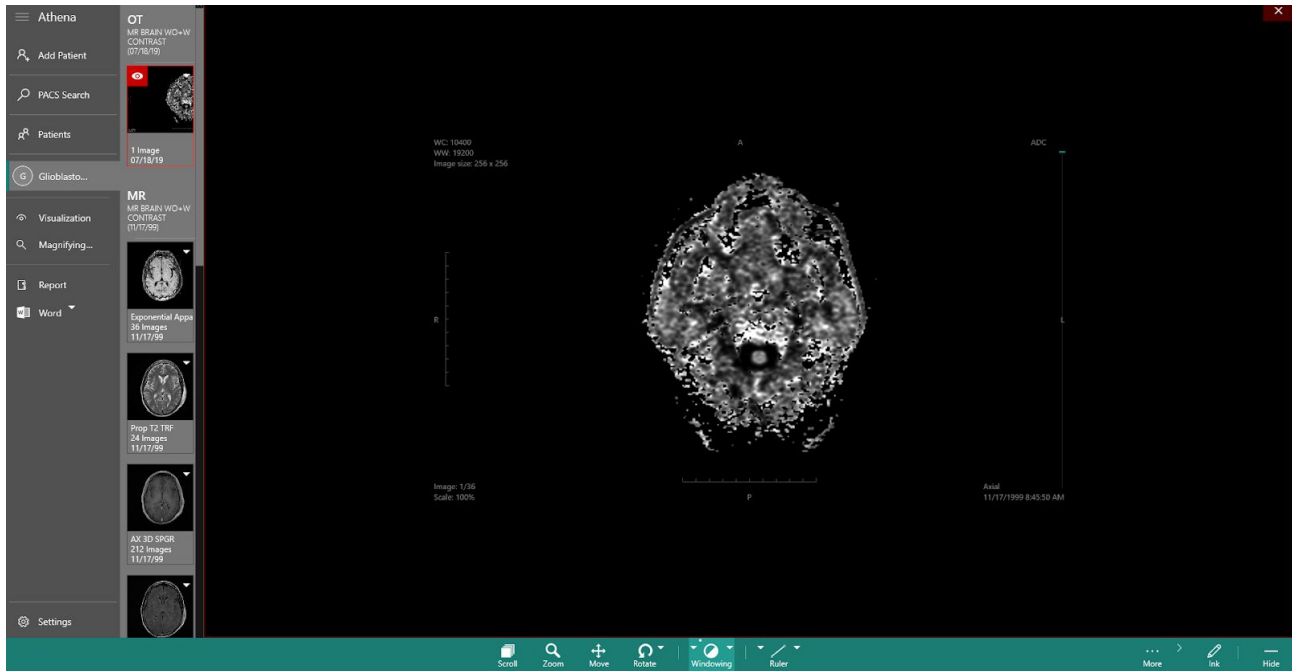 Athena
Add Patient
PACS Search
Patients
G Glioblasto...
Visualization
Magnifying...
Report
Word
Settings
OT
MR BRAIN WO+W
CONTRAST
(07/18/19)
1 Image
07/18/19
MR
MR BRAIN WO+W
CONTRAST
(11/17/99)
Exponential Appa
36 Images
11/17/99
Prop T2 TRF
24 Images
11/17/99
AX 3D SPGR
212 Images
11/17/99
WC: 10400
WW: 19200
Image size: 256 x 256
A
ADC
R
L
Image: 1/36
Scale: 100%
P
Axial
11/17/1999 8:45:50 AM
Scroll
Zoom
Move
Rotate
Windowing
Ruler
More
Ink
Hide